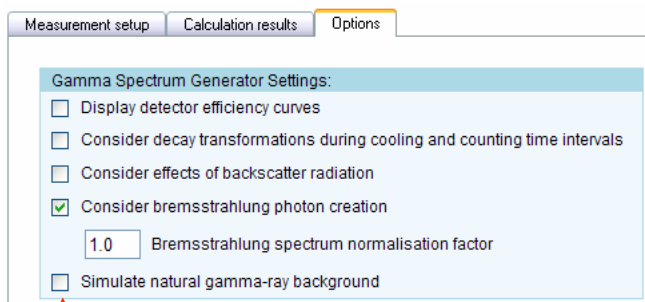 Measurement setup Calculation results Options
Gamma Spectrum Generator Settings:
Display detector efficiency curves
Consider decay transformations during cooling and counting time intervals
Consider effects of backscatter radiation
Consider bremsstrahlung photon creation
1.0 Bremsstrahlung spectrum normalisation factor
Simulate natural gamma-ray background